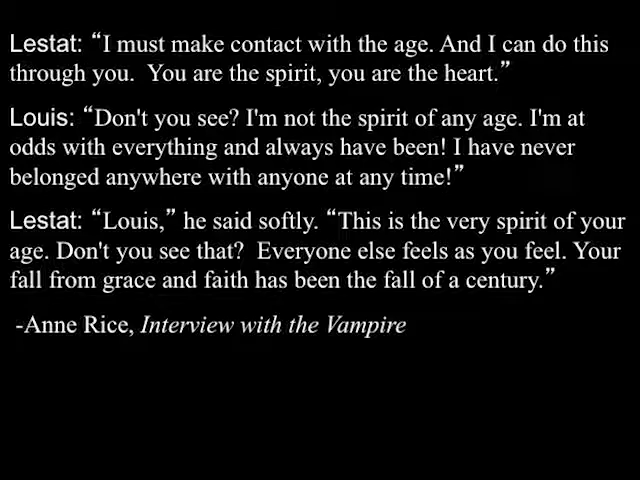 Lestat: “I must make contact with the age. And I can do this
through you.  You are the spirit, you are the heart.”
Louis: “Don't you see? I'm not the spirit of any age. I'm at
odds with everything and always have been! I have never
belonged anywhere with anyone at any time!”
Lestat: “Louis,” he said softly. “This is the very spirit of your
age. Don't you see that?  Everyone else feels as you feel. Your
fall from grace and faith has been the fall of a century.”
-Anne Rice, Interview with the Vampire